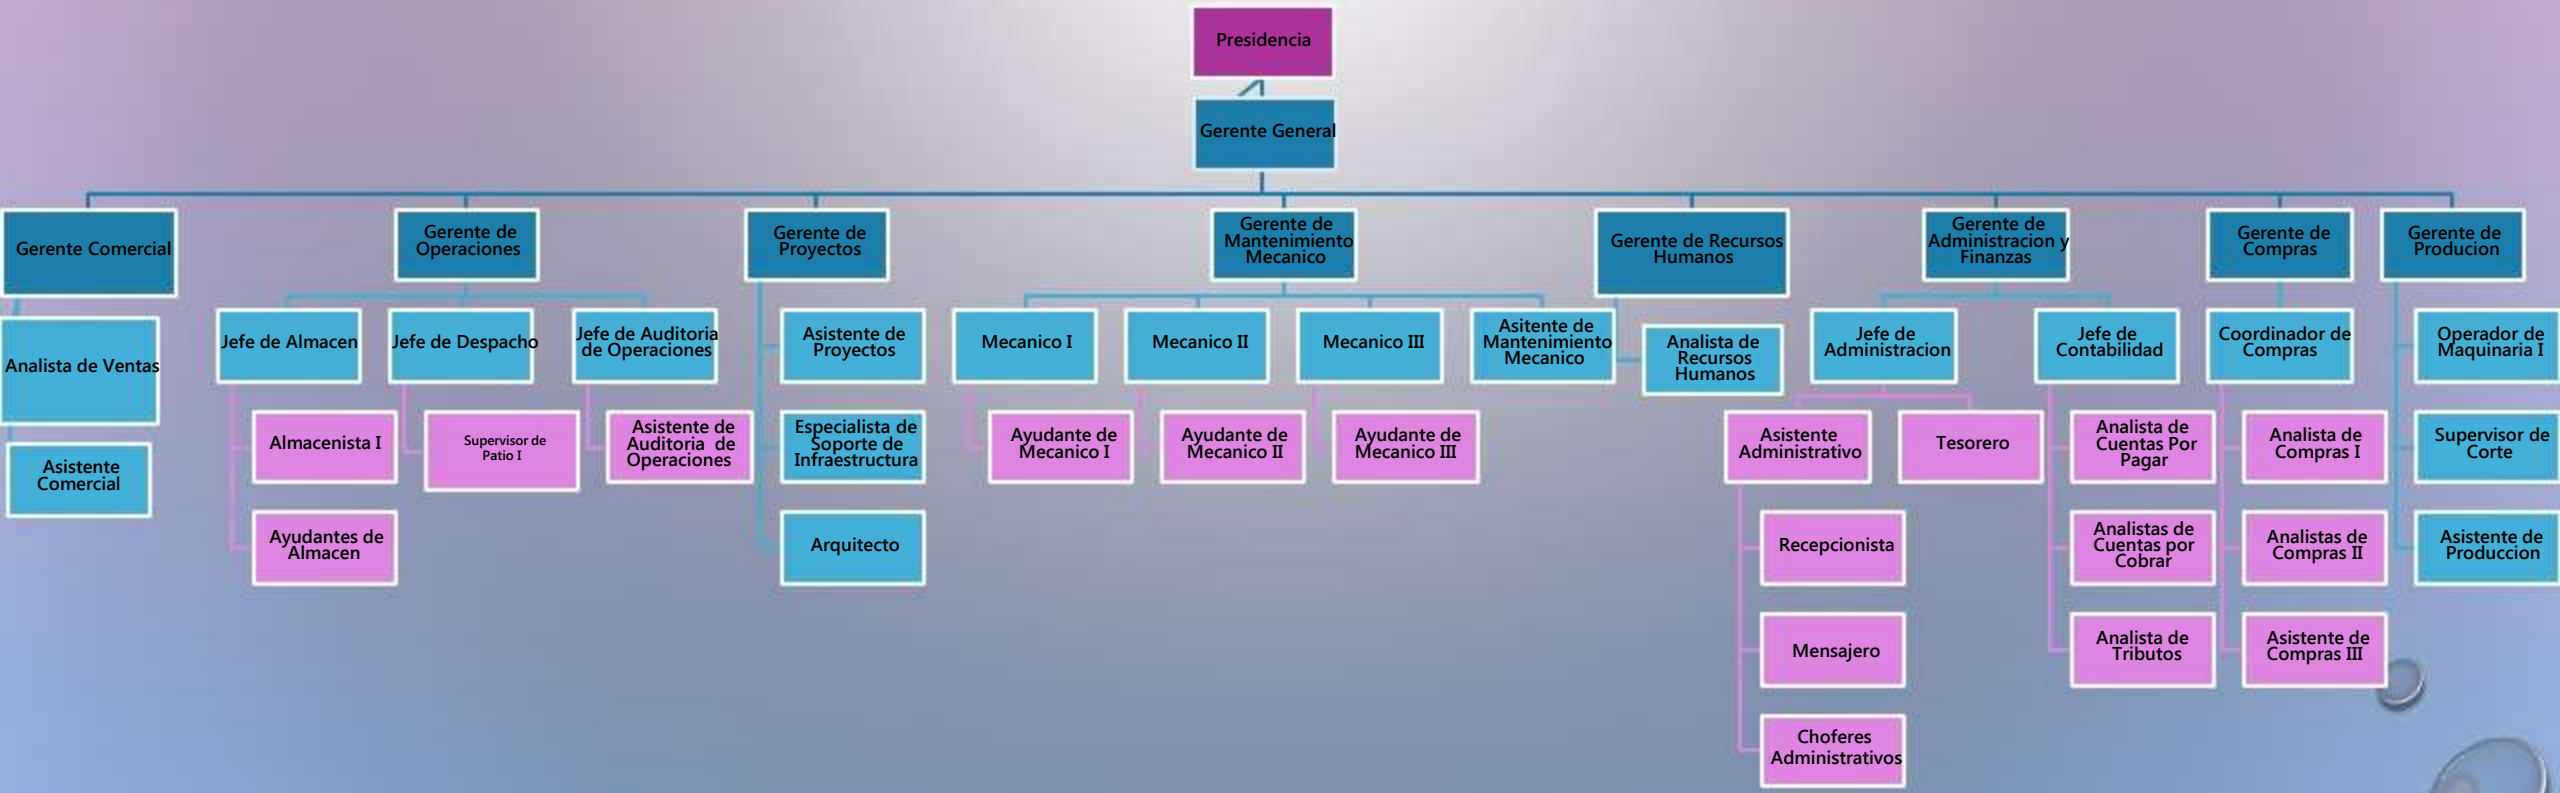 Presidencia
Gerente General
Gerente Comercial
Gerente de
Operaciones
Gerente de
Proyectos
Gerente de
Mantenimiento
Mecanico
Gerente de Recursos
Humanos
Gerente de
Administracion y
Finanzas
Gerente de
Compras
Gerente de
Producion
Analista de Ventas
Jefe de Almacen
Jefe de Despacho
Jefe de Auditoria
de Operaciones
Asistente de
Proyectos
Mecanico I
Mecanico II
Mecanico III
Asitente de
Mantenimiento
Mecanico
Analista de
Recursos
Humanos
Jefe de
Administracion
Jefe de
Contabilidad
Coordinador de
Compras
Operador de
Maquinaria I
Asistente
Comercial
Almacenista I
Supervisor de
Patio I
Asistente de
Auditoria de
Operaciones
Especialista de
Soporte de
Infraestructura
Ayudante de
Mecanico I
Ayudante de
Mecanico II
Ayudante de
Mecanico III
Asistente
Administrativo
Tesorero
Analista de
Cuentas Por
Pagar
Analista de
Compras I
Supervisor de
Corte
Ayudantes de
Almacen
Arquitecto
Recepcionista
Analistas de
Cuentas por
Cobrar
Analistas de
Compras II
Asistente de
Produccion
Mensajero
Analista de
Tributos
Asistente de
Compras III
Choferes
Administrativos